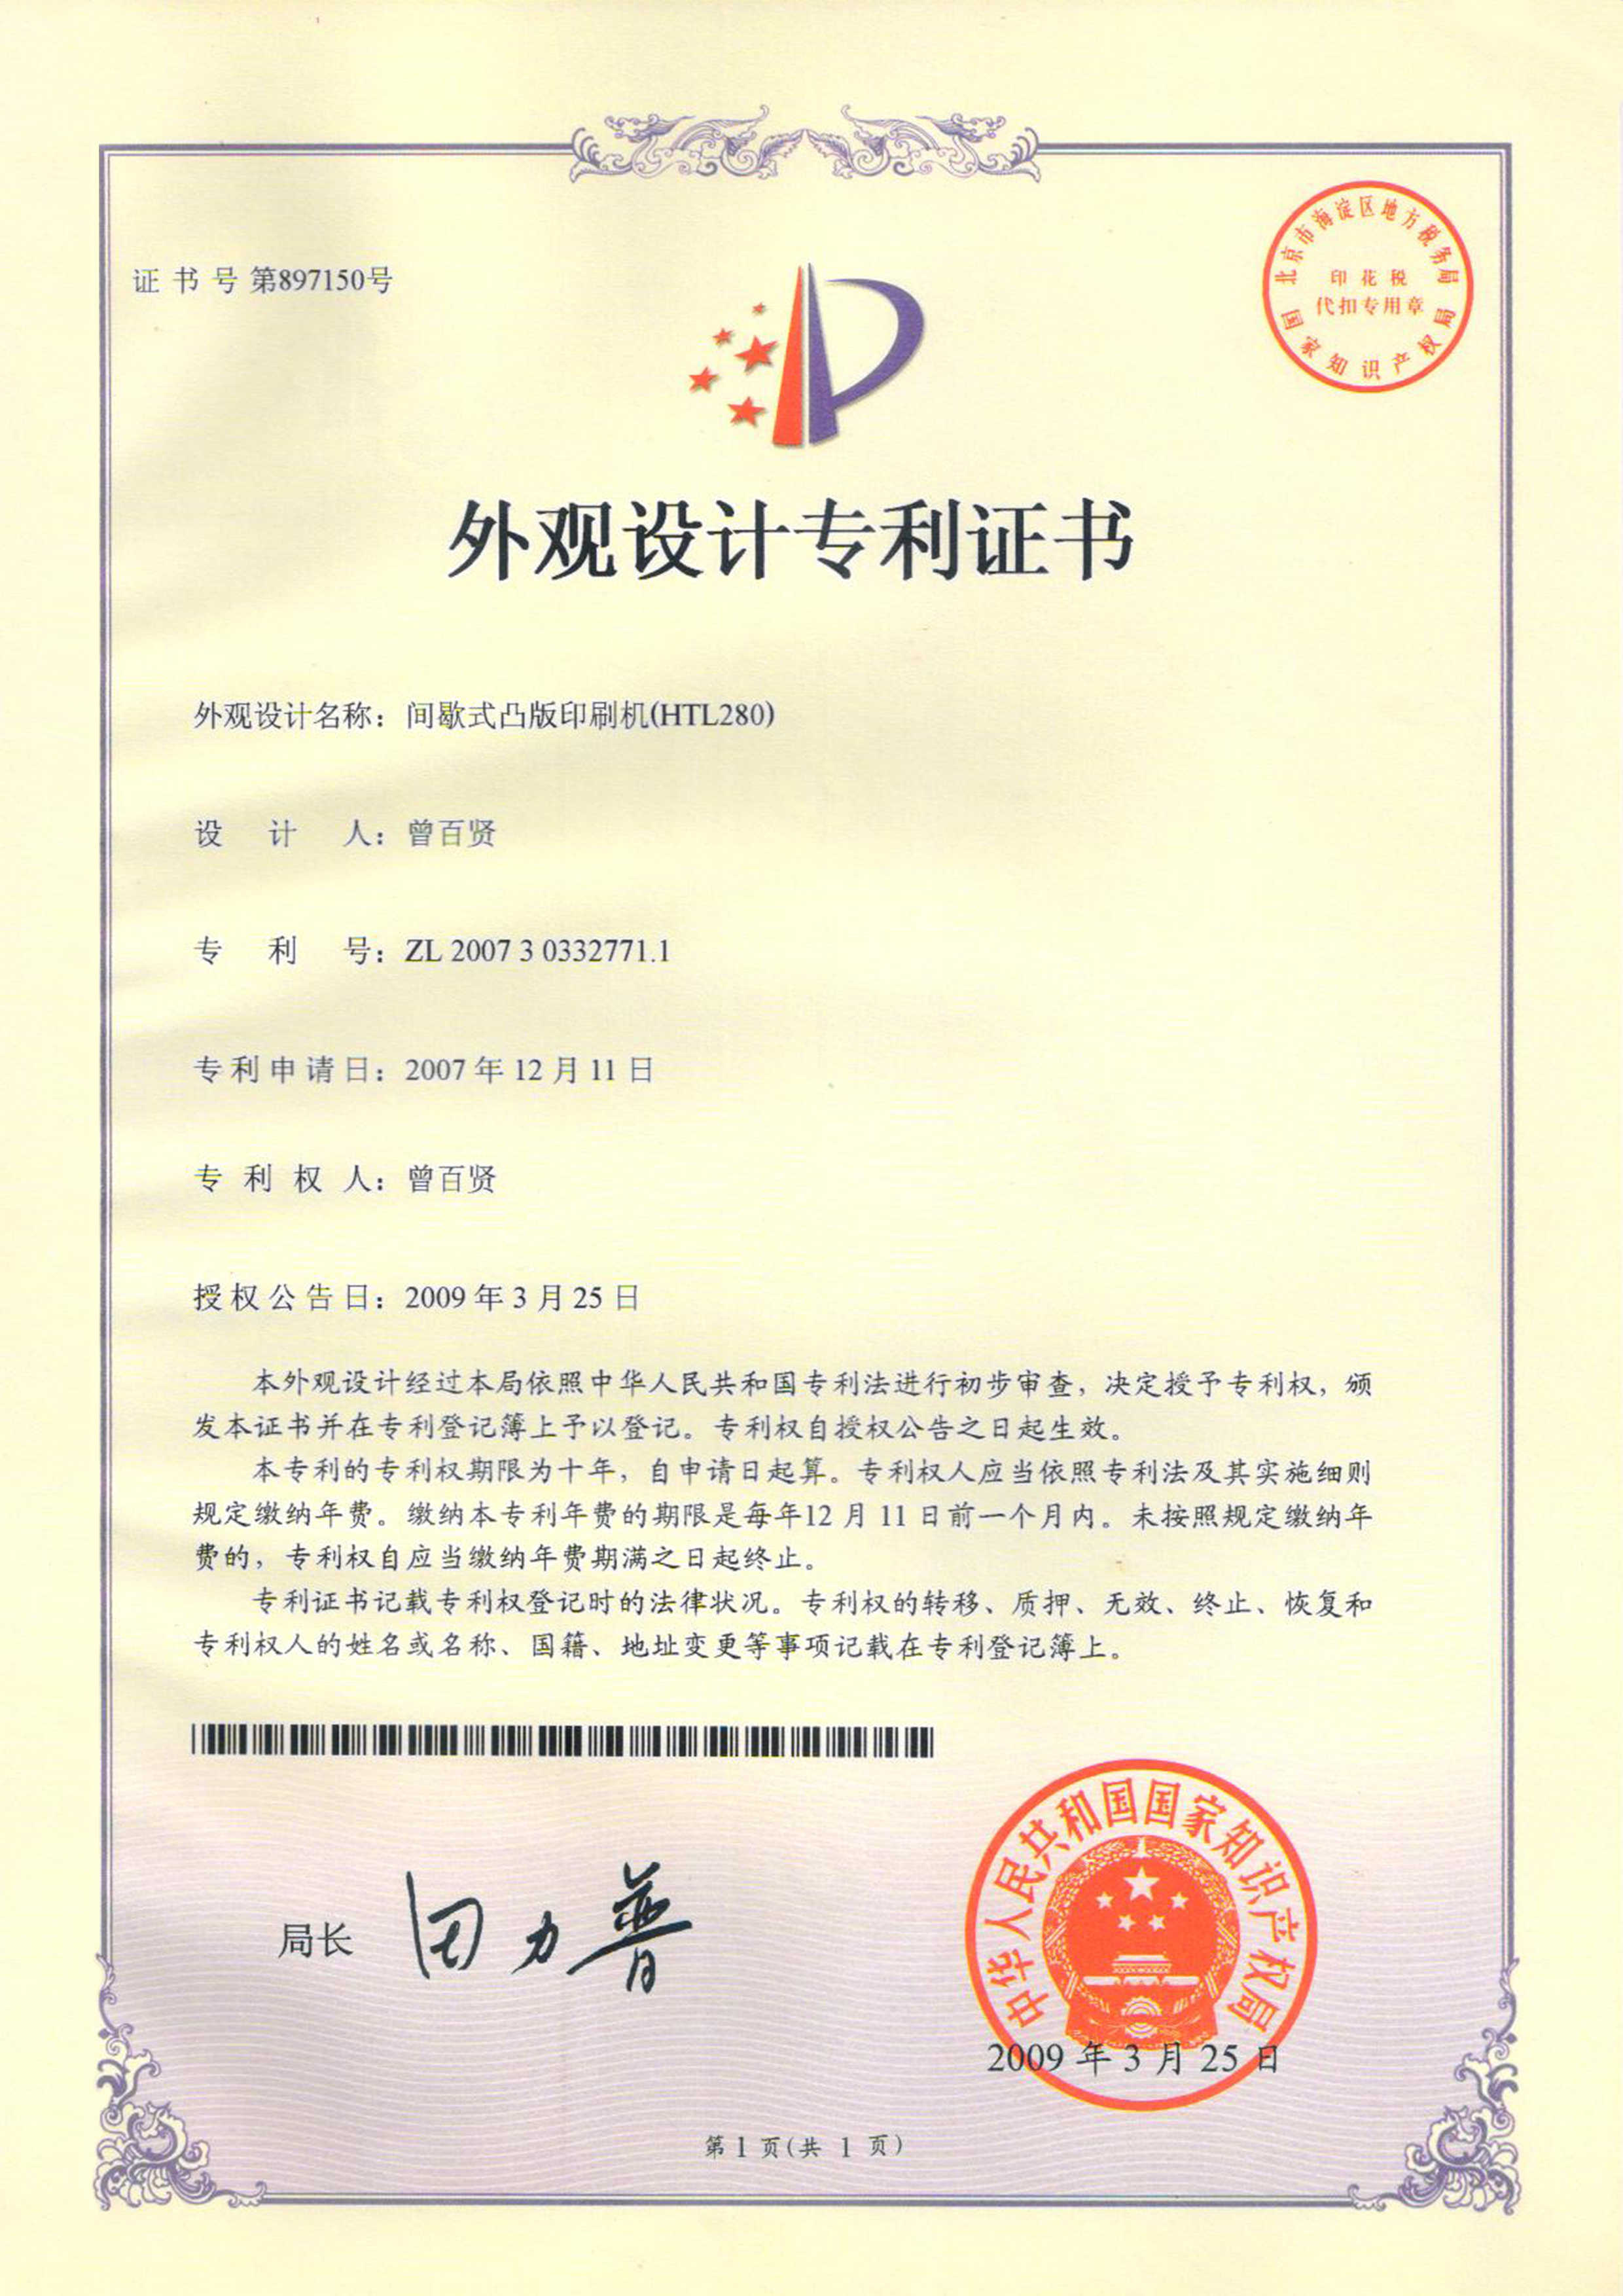 证书号第897150号
北京市海淀区地方税务局
印花税
代扣专用章
国家知识产权局
外观设计专利证书
外观设计名称：间歇式凸版印刷机(HTL280)
设计人：曾百贤
专利号：ZL 2007 3 0332771.1
专利申请日：2007年12月11日
专利权人：曾百贤
授权公告日：2009年3月25日
本外观设计经过本局依照中华人民共和国专利法进行初步审查，决定授予专利权，颁
发本证书并在专利登记簿上予以登记。专利权自授权公告之日起生效。
本专利的专利权期限为十年，自申请日起算。专利权人应当依照专利法及其实施细则
规定缴纳年费。缴纳本专利年费的期限是每年12月11日前一个月内。未按照规定缴纳年
费的，专利权自应当缴纳年费期满之日起终止。
专利证书记载专利权登记时的法律状况。专利权的转移、质押、无效、终止、恢复和
专利权人的姓名或名称、国籍、地址变更等事项记载在专利登记簿上。
局长 田力普
中华人民共和国国家知识产权局
2009年3月25日
第1页(共1页)